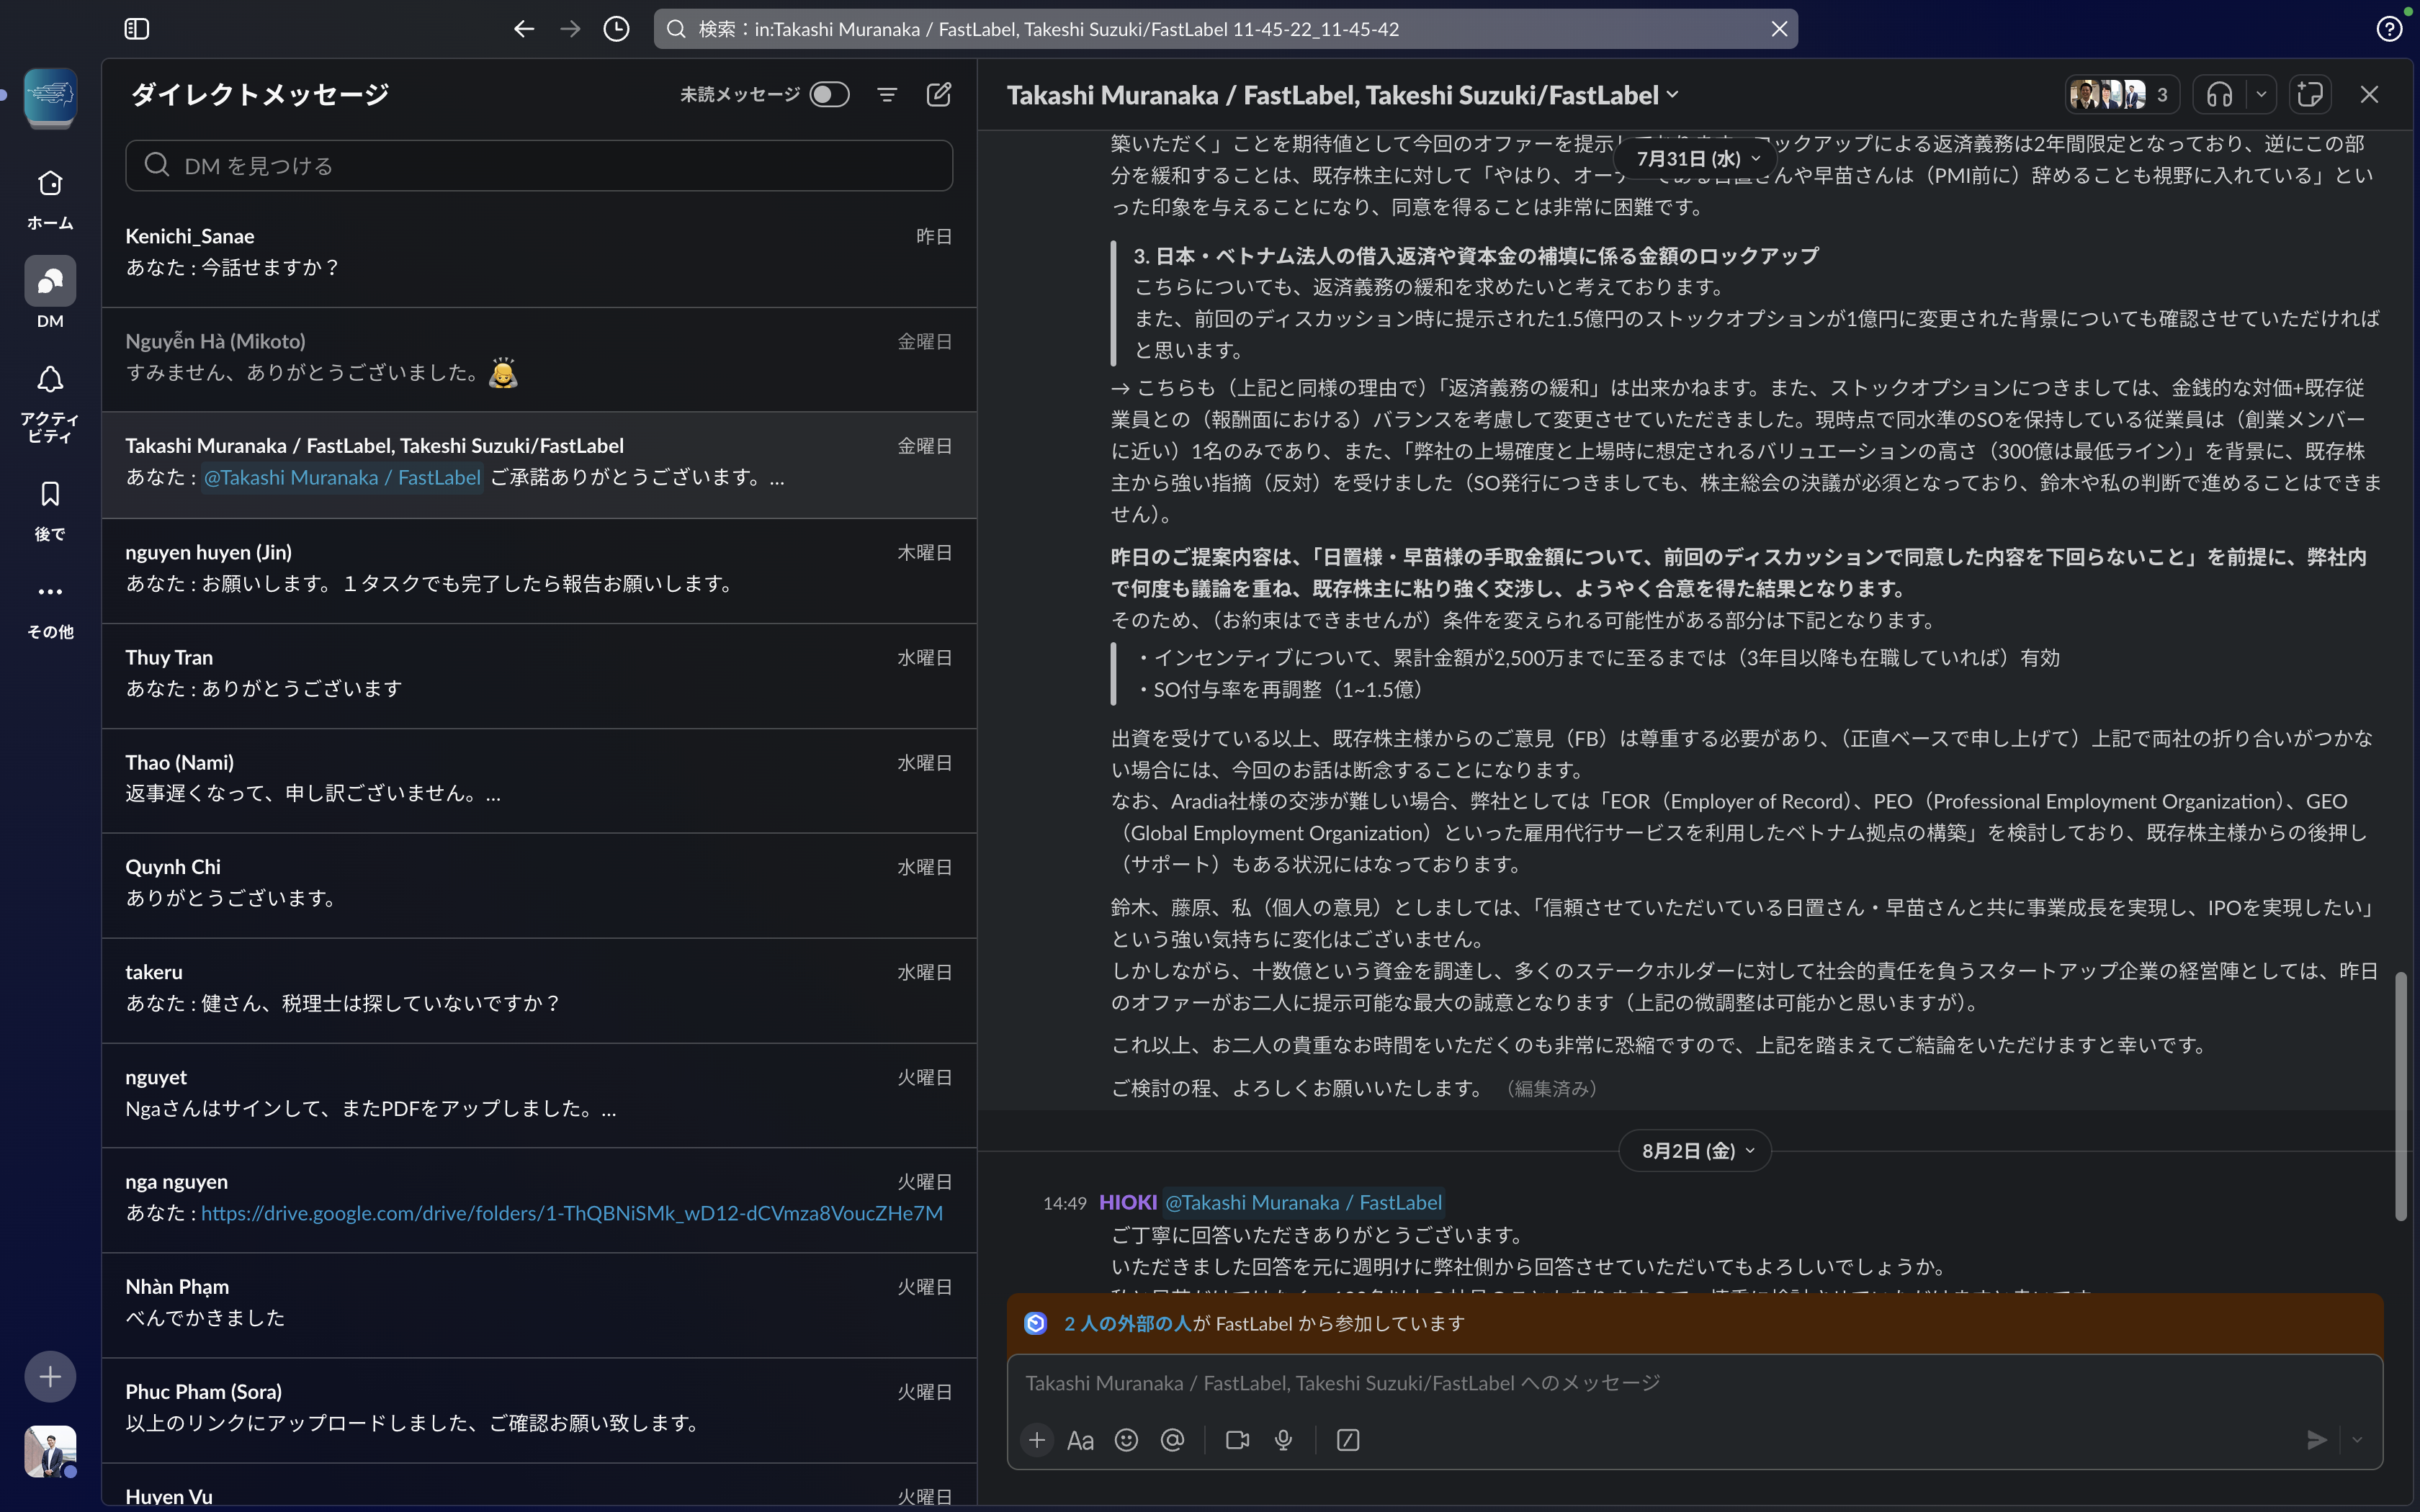 検索：in:Takashi Muranaka / FastLabel, Takeshi Suzuki/FastLabel 11-45-22_11-45-42
ホーム
DM
アクティ
ビティ
後で
その他
ダイレクトメッセージ
未読メッセージ
DM を見つける
Kenichi_Sanae
昨日
あなた : 今話せますか？
Nguyễn Hà (Mikoto)
金曜日
すみません、ありがとうございました。
Takashi Muranaka / FastLabel, Takeshi Suzuki/FastLabel
金曜日
あなた : @Takashi Muranaka / FastLabel ご承諾ありがとうございます。...
nguyen huyen (Jin)
木曜日
あなた : お願いします。１タスクでも完了したら報告お願いします。
Thuy Tran
水曜日
あなた : ありがとうございます
Thao (Nami)
水曜日
返事遅くなって、申し訳ございません。...
Quynh Chi
水曜日
ありがとうございます。
takeru
水曜日
あなた : 健さん、税理士は探していないですか？
nguyet
火曜日
Ngaさんはサインして、またPDFをアップしました。...
nga nguyen
火曜日
あなた : https://drive.google.com/drive/folders/1-ThQBNiSMk_wD12-dCVmza8VoucZHe7M
Nhàn Phạm
火曜日
べんでかきました
Phuc Pham (Sora)
火曜日
以上のリンクにアップロードしました、ご確認お願い致します。
Huyen Vu
火曜日
Takashi Muranaka / FastLabel, Takeshi Suzuki/FastLabel
3
7月31日 (水)
築いただく」ことを期待値として今回のオファーを提示し ックアップによる返済義務は2年間限定となっており、逆にこの部
分を緩和することは、既存株主に対して「やはり、オー さんや早苗さんは（PMI前に）辞めることも視野に入れている」とい
った印象を与えることになり、同意を得ることは非常に困難です。
3. 日本・ベトナム法人の借入返済や資本金の補填に係る金額のロックアップ
こちらについても、返済義務の緩和を求めたいと考えております。
また、前回のディスカッション時に提示された1.5億円のストックオプションが1億円に変更された背景についても確認させていただければ
と思います。
→ こちらも（上記と同様の理由で）「返済義務の緩和」は出来かねます。また、ストックオプションにつきましては、金銭的な対価+既存従
業員との（報酬面における）バランスを考慮して変更させていただきました。現時点で同水準のSOを保持している従業員は（創業メンバー
に近い）1名のみであり、また、「弊社の上場確度と上場時に想定されるバリュエーションの高さ（300億は最低ライン）」を背景に、既存株
主から強い指摘（反対）を受けました（SO発行につきましても、株主総会の決議が必須となっており、鈴木や私の判断で進めることはできま
せん）。
昨日のご提案内容は、「日置様・早苗様の手取金額について、前回のディスカッションで同意した内容を下回らないこと」を前提に、弊社内
で何度も議論を重ね、既存株主に粘り強く交渉し、ようやく合意を得た結果となります。
そのため、（お約束はできませんが）条件を変えられる可能性がある部分は下記となります。
・インセンティブについて、累計金額が2,500万までに至るまでは（3年目以降も在職していれば）有効
・SO付与率を再調整（1~1.5億）
出資を受けている以上、既存株主様からのご意見（FB）は尊重する必要があり、（正直ベースで申し上げて）上記で両社の折り合いがつかな
い場合には、今回のお話は断念することになります。
なお、Aradia社様の交渉が難しい場合、弊社としては「EOR（Employer of Record）、PEO（Professional Employment Organization）、GEO
（Global Employment Organization）といった雇用代行サービスを利用したベトナム拠点の構築」を検討しており、既存株主様からの後押し
（サポート）もある状況にはなっております。
鈴木、藤原、私（個人の意見）としましては、「信頼させていただいている日置さん・早苗さんと共に事業成長を実現し、IPOを実現したい」
という強い気持ちに変化はございません。
しかしながら、十数億という資金を調達し、多くのステークホルダーに対して社会的責任を負うスタートアップ企業の経営陣としては、昨日
のオファーがお二人に提示可能な最大の誠意となります（上記の微調整は可能かと思いますが）。
これ以上、お二人の貴重なお時間をいただくのも非常に恐縮ですので、上記を踏まえてご結論をいただけますと幸いです。
ご検討の程、よろしくお願いいたします。 （編集済み）
8月2日 (金)
14:49 HIOKI @Takashi Muranaka / FastLabel
ご丁寧に回答いただきありがとうございます。
いただきました回答を元に週明けに弊社側から回答させていただいてもよろしいでしょうか。
2 人の外部の人が FastLabel から参加しています
Takashi Muranaka / FastLabel, Takeshi Suzuki/FastLabel へのメッセージ
Aa